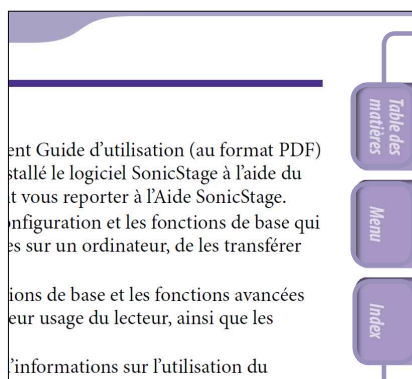 ent Guide d'utilisation (au format PDF)
stallé le logiciel SonicStage à l'aide du
t vous reporter à l'Aide SonicStage.
onfiguration et les fonctions de base qui
es sur un ordinateur, de les transférer
ions de base et les fonctions avancées
eur usage du lecteur, ainsi que les
'informations sur l'utilisation du
Table des
matières
Menu
Index